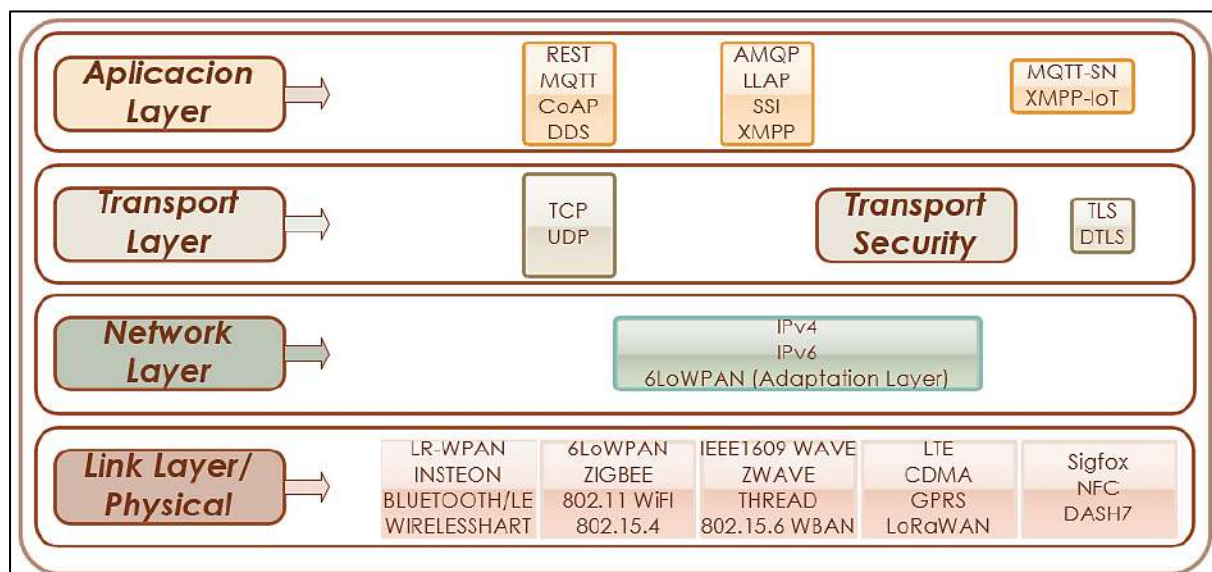 Aplicacion
Layer
REST
MQTT
CoAP
DDS
AMQP
LLAP
SSI
XMPP
MQTT-SN
XMPP-IoT
Transport
Layer
TCP
UDP
Transport
Security
TLS
DTLS
Network
Layer
IPv4
IPv6
6LoWPAN (Adaptation Layer)
Link Layer/
Physical
LR-WPAN
INSTEON
BLUETOOTH/LE
WIRELESSHART
6LoWPAN
ZIGBEE
802.11 WiFI
802.15.4
IEEE1609 WAVE
ZWAVE
THREAD
802.15.6 WBAN
LTE
CDMA
GPRS
LoRaWAN
Sigfox
NFC
DASH7